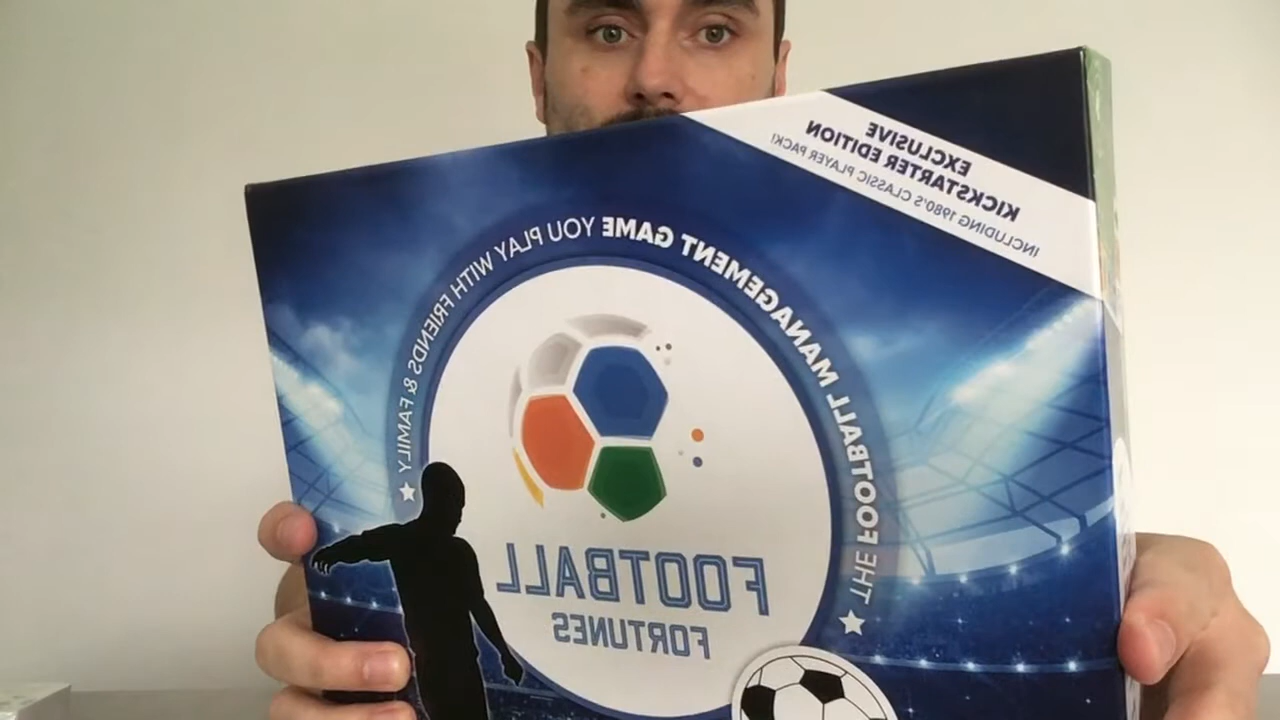 EXCLUSIVE
KICKSTARTER EDITION
INCLUDING 1980'S CLASSIC PLAYER PACK!
THE FOOTBALL MANAGEMENT GAME YOU PLAY WITH FRIENDS & FAMILY
FOOTBALL
FORTUNES